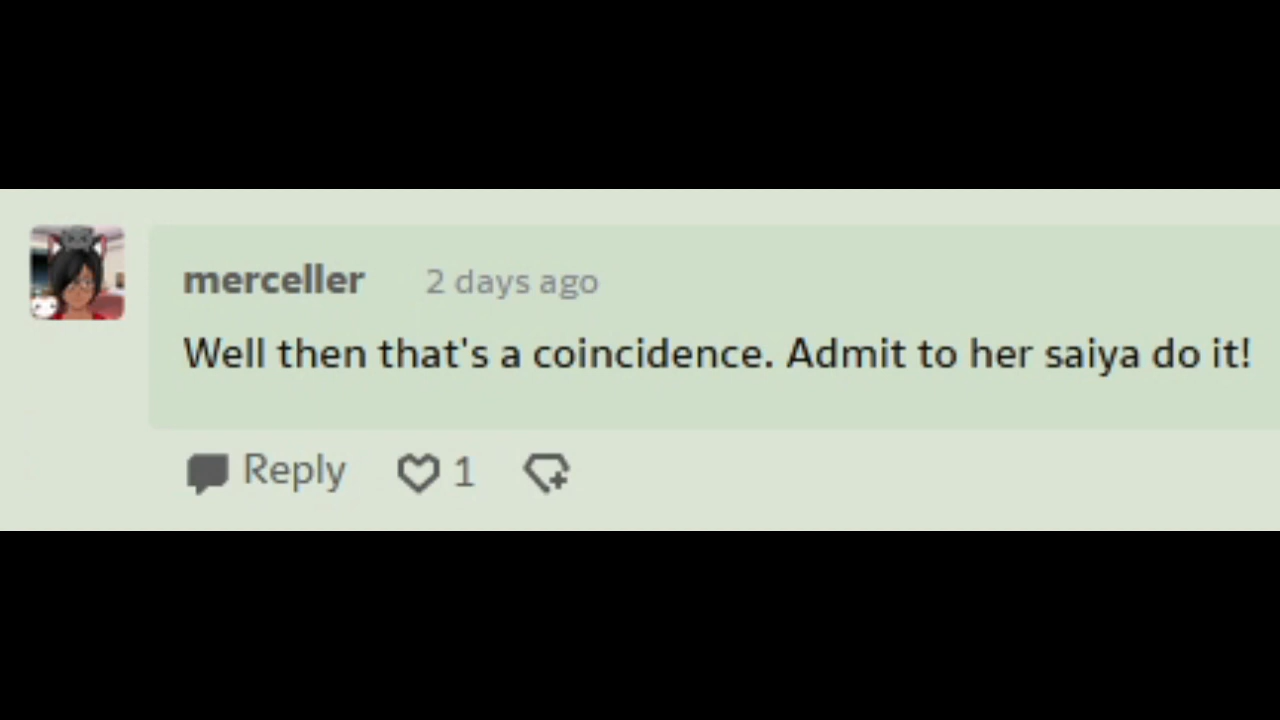 merceller 2 days ago
Well then that's a coincidence. Admit to her saiya do it!
Reply 1